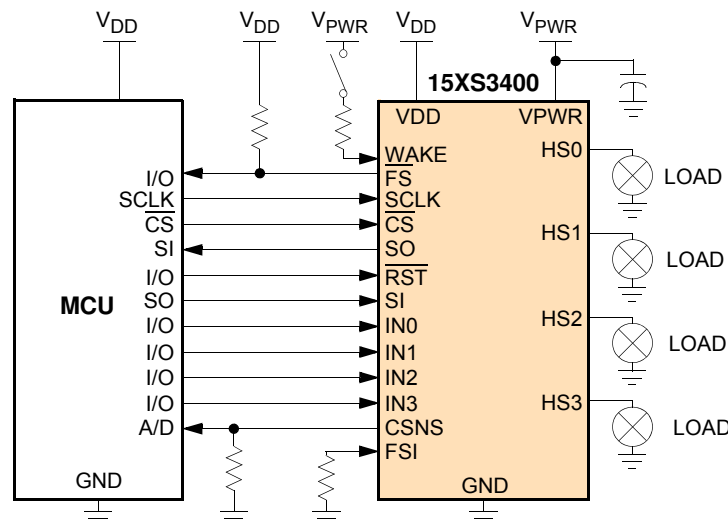 VDD VDD VPWR VDD VPWR
15XS3400
VDD VPWR
WAKE
I/O FS
SCLK SCLK
CS CS
SI SO
I/O RST
SO SI
I/O IN0
I/O IN1
I/O IN2
I/O IN3
A/D CSNS
FSI
MCU
GND GND
HS0 LOAD
HS1 LOAD
HS2 LOAD
HS3 LOAD